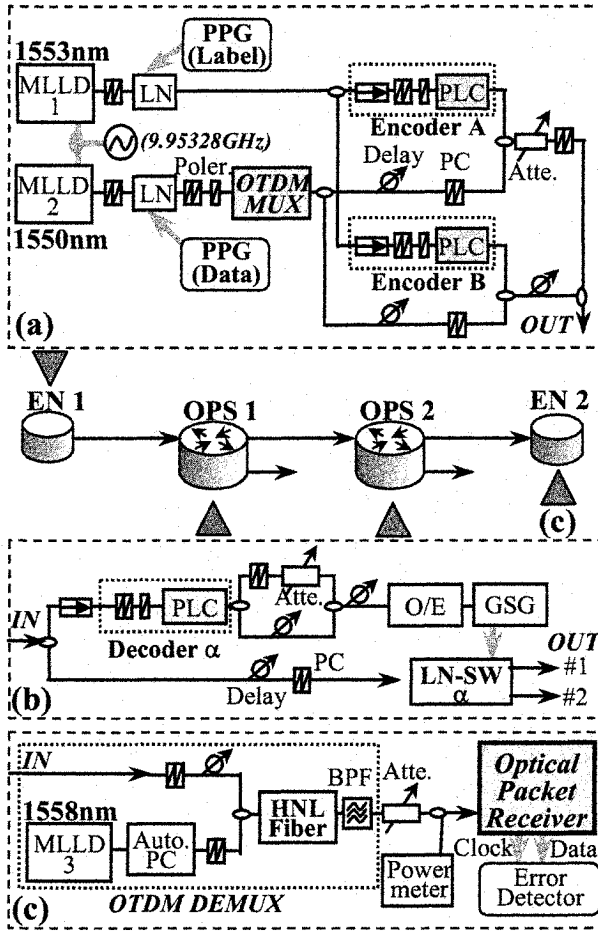 (a)
1553nm
MLLD
1
LN
PPG
(Label)
(9.95328GHz)
MLLD
2
1550nm
LN
Poler.
OTDM
MUX
PPG
(Data)
PLC
Encoder A
Delay
PC
Atte.
PLC
Encoder B
OUT
(a)
EN 1
OPS 1
OPS 2
EN 2
(c)
IN
PLC
Decoder α
Atte.
O/E
GSG
Delay
PC
LN-SW
α
OUT
#1
#2
(b)
IN
1558nm
MLLD
3
Auto.
PC
HNL
Fiber
BPF
Atte.
Power
meter
Optical
Packet
Receiver
Clock
Data
Error
Detector
OTDM DEMUX
(c)